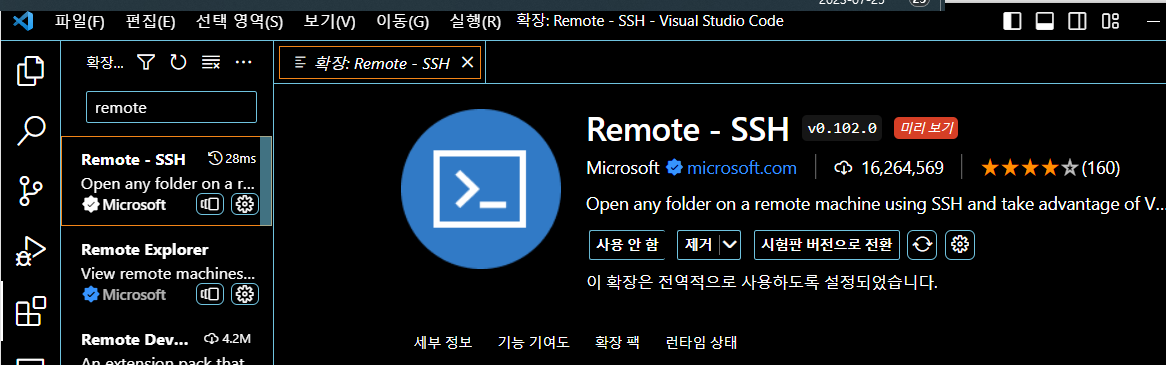 파일(F) 편집(E) 선택 영역(S) 보기(V) 이동(G) 실행(R) 확장: Remote - SSH - Visual Studio Code
확장...
remote
Remote - SSH 28ms
Open any folder on a r...
Microsoft
Remote Explorer
View remote machines...
Microsoft
Remote Dev... 4.2M
An extension pack that
확장: Remote - SSH
Remote - SSH v0.102.0 미리 보기
Microsoft microsoft.com 16,264,569 (160)
Open any folder on a remote machine using SSH and take advantage of V...
사용 안 함 제거 시험판 버전으로 전환
이 확장은 전역적으로 사용하도록 설정되었습니다.
세부 정보 기능 기여도 확장 팩 런타임 상태